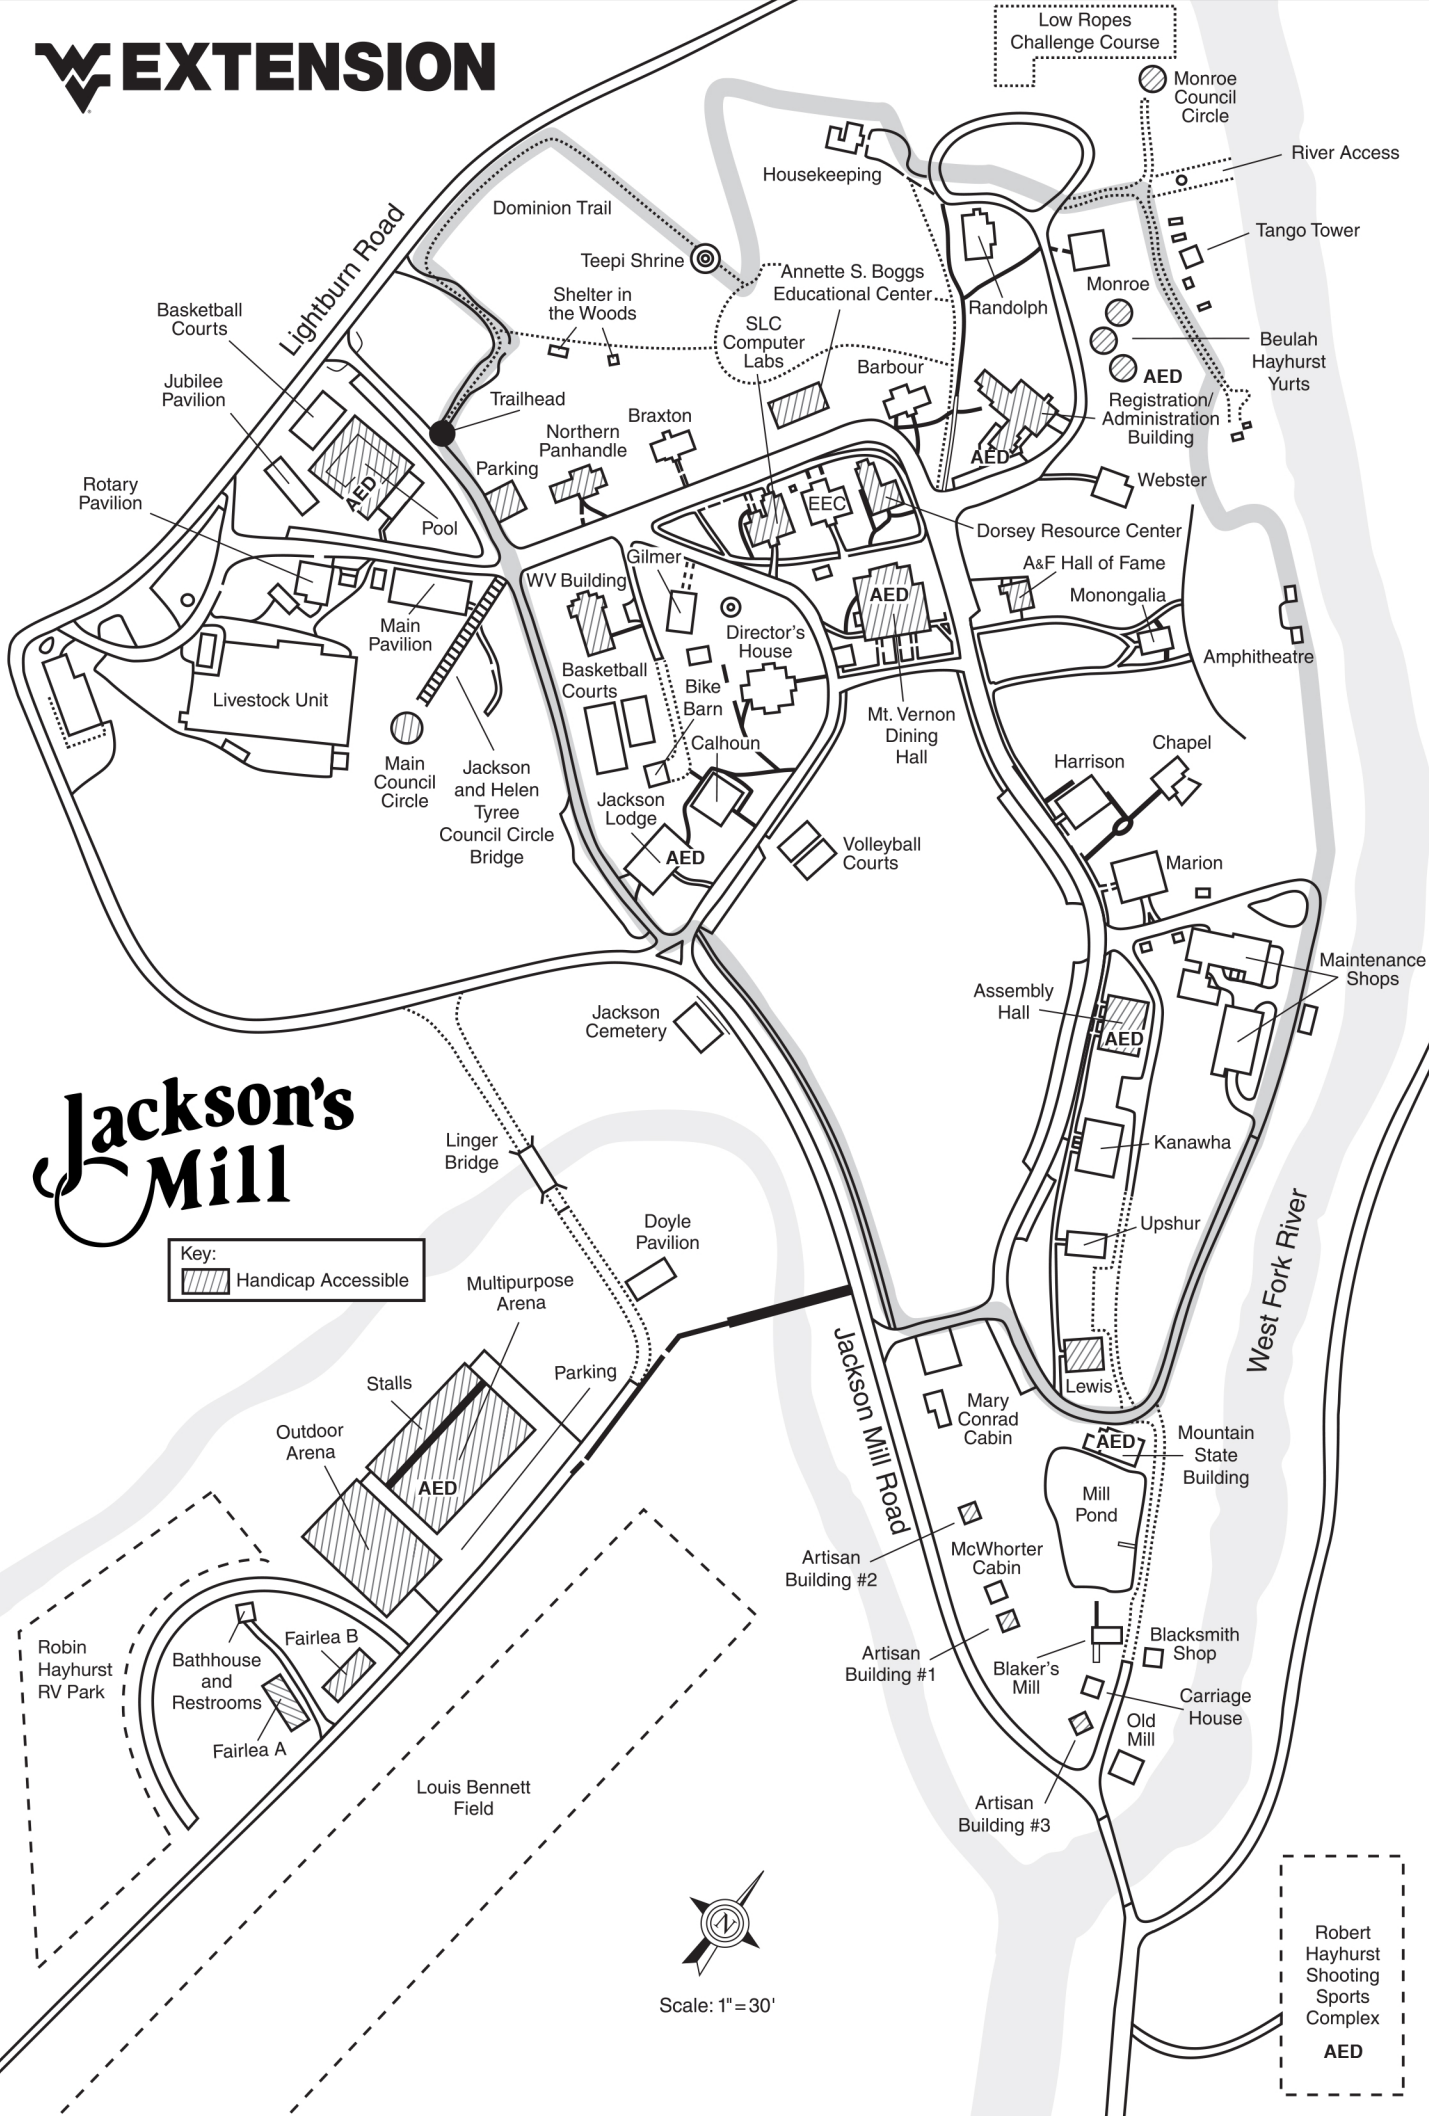 WV EXTENSION
Low Ropes
Challenge Course
Monroe
Council
Circle
River Access
Housekeeping
Dominion Trail
Tango Tower
Teepi Shrine
Annette S. Boggs
Educational Center
Lightburn Road
Shelter in
the Woods
Randolph
Monroe
Basketball
Courts
SLC
Computer
Labs
Beulah
Hayhurst
Yurts
Jubilee
Pavilion
Barbour
AED
Trailhead
Registration/
Administration
Building
Braxton
Northern
Panhandle
AED
Parking
Rotary
Pavilion
AED
Webster
EEC
Pool
Dorsey Resource Center
Gilmer
A&F Hall of Fame
WV Building
AED
Monongalia
Main
Pavilion
Director's
House
Amphitheatre
Livestock Unit
Basketball
Courts
Bike
Barn
Mt. Vernon
Dining
Hall
Calhoun
Chapel
Main
Council
Circle
Harrison
Jackson
and Helen
Tyree
Council Circle
Bridge
Jackson
Lodge
AED
Volleyball
Courts
Marion
Maintenance
Shops
Assembly
Hall
Jackson
Cemetery
AED
Jackson's
Mill
Linger
Bridge
Kanawha
Doyle
Pavilion
Upshur
West Fork River
Key:
Handicap Accessible
Multipurpose
Arena
Jackson Mill Road
Parking
Stalls
Lewis
Mary
Conrad
Cabin
Outdoor
Arena
AED
Mountain
State
Building
AED
Mill
Pond
Artisan
Building #2
McWhorter
Cabin
Robin
Hayhurst
RV Park
Fairlea B
Bathhouse
and
Restrooms
Artisan
Building #1
Blaker's
Mill
Blacksmith
Shop
Carriage
House
Fairlea A
Old
Mill
Louis Bennett
Field
Artisan
Building #3
N
Scale: 1"=30'
Robert
Hayhurst
Shooting
Sports
Complex
AED